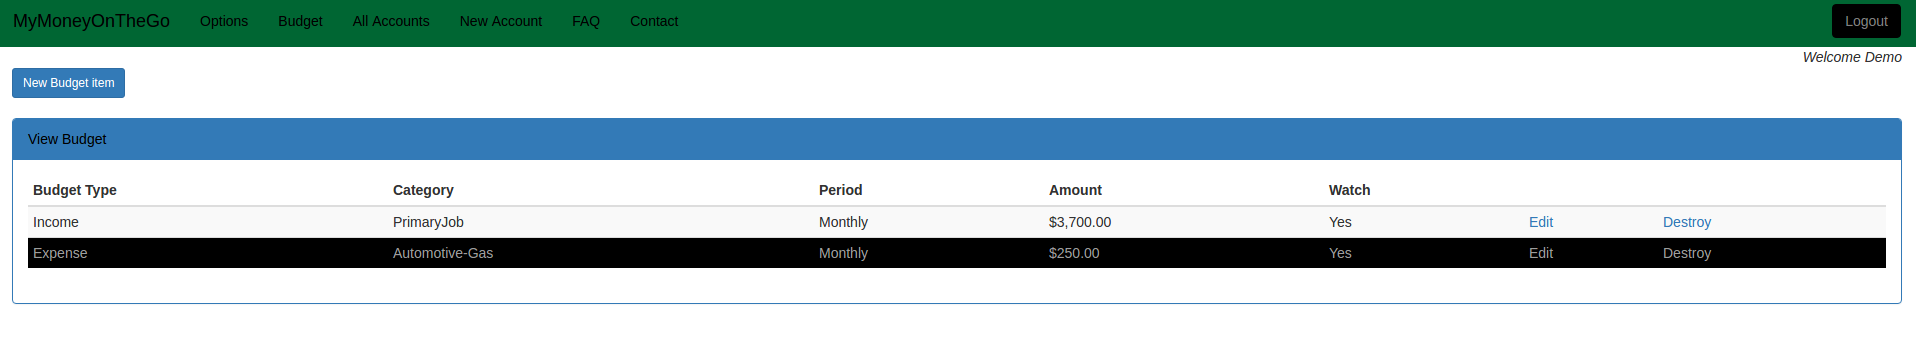 MyMoneyOnTheGo Options Budget All Accounts New Account FAQ Contact Logout
Welcome Demo
New Budget item
View Budget
Budget Type Category Period Amount Watch
Income PrimaryJob Monthly $3,700.00 Yes Edit Destroy
Expense Automotive-Gas Monthly $250.00 Yes Edit Destroy